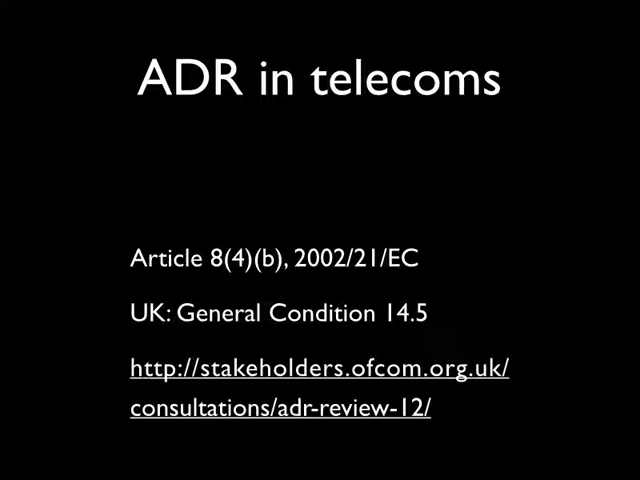 ADR in telecoms
Article 8(4)(b), 2002/21/EC
UK: General Condition 14.5
http://stakeholders.ofcom.org.uk/
consultations/adr-review-12/